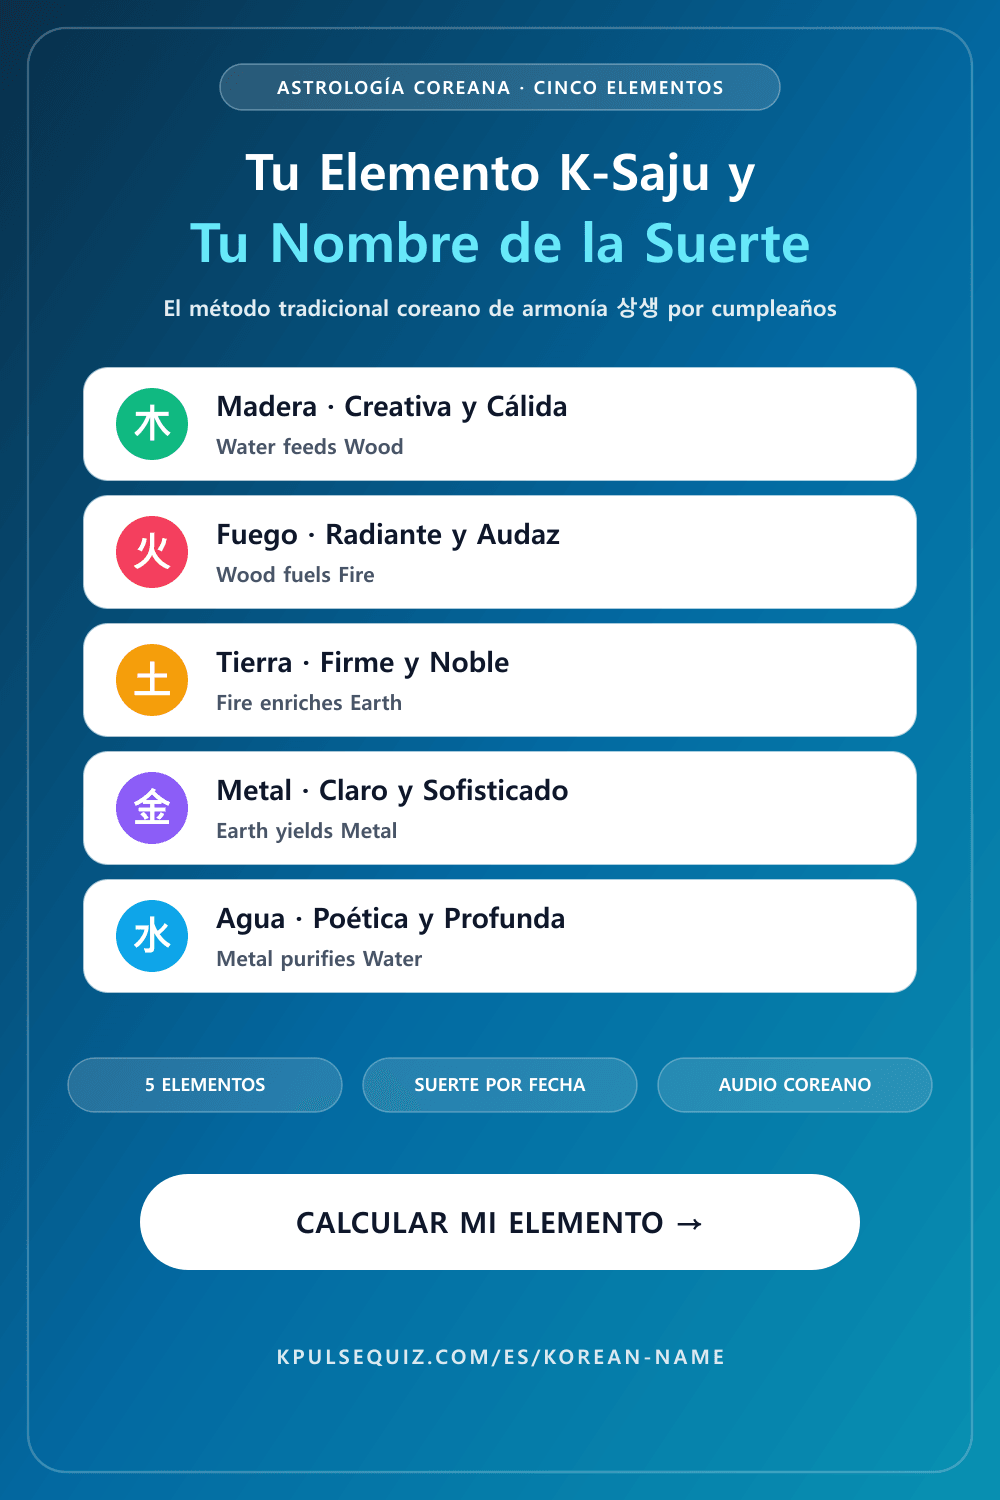 ASTROLOGÍA COREANA · CINCO ELEMENTOS
Tu Elemento K-Saju y
Tu Nombre de la Suerte
El método tradicional coreano de armonía 상생 por cumpleaños
木
Madera · Creativa y Cálida
Water feeds Wood
火
Fuego · Radiante y Audaz
Wood fuels Fire
土
Tierra · Firme y Noble
Fire enriches Earth
金
Metal · Claro y Sofisticado
Earth yields Metal
水
Agua · Poética y Profunda
Metal purifies Water
5 ELEMENTOS
SUERTE POR FECHA
AUDIO COREANO
CALCULAR MI ELEMENTO →
KPULSEQUIZ.COM/ES/KOREAN-NAME